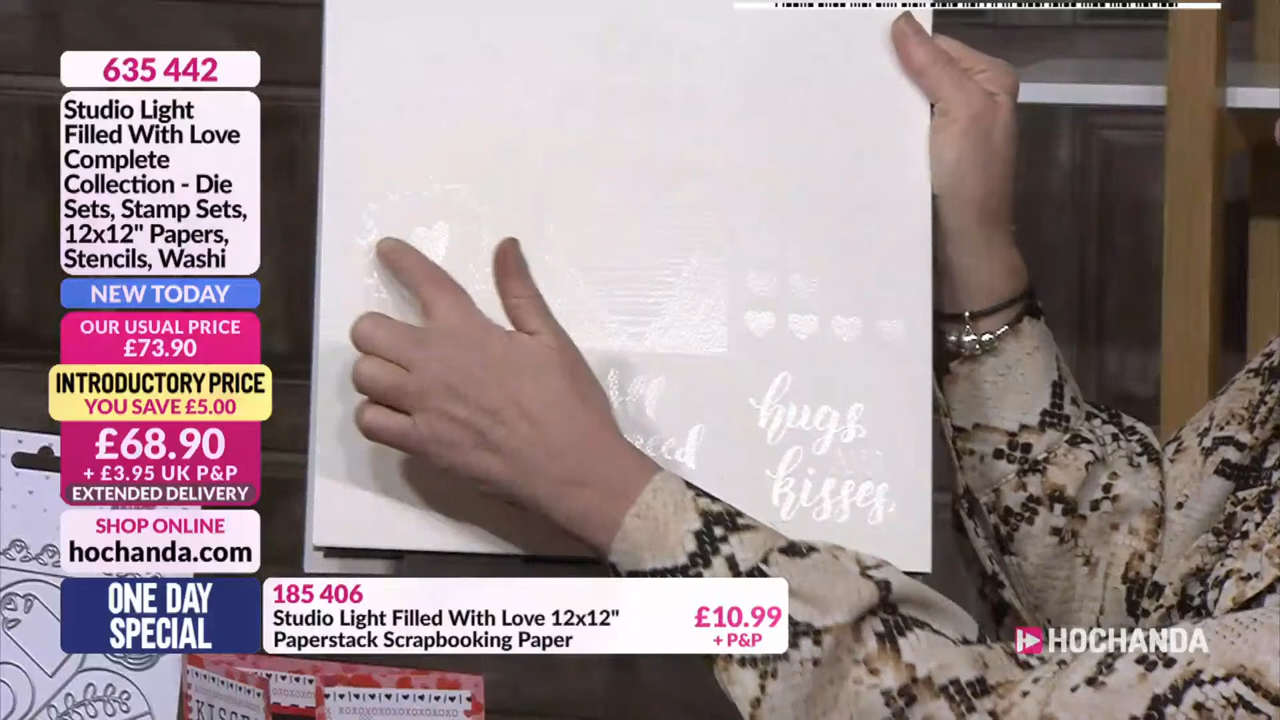 635 442
Studio Light
Filled With Love
Complete
Collection - Die
Sets, Stamp Sets,
12x12" Papers,
Stencils, Washi
NEW TODAY
OUR USUAL PRICE
£73.90
INTRODUCTORY PRICE
YOU SAVE £5.00
£68.90
+ £3.95 UK P&P
EXTENDED DELIVERY
SHOP ONLINE
hochanda.com
ONE DAY
SPECIAL
185 406
Studio Light Filled With Love 12x12"
Paperstack Scrapbooking Paper
£10.99
+ P&P
HOCHANDA
hugs
kisses
KISSE
XOXOXOXOXOXOXOXOXO